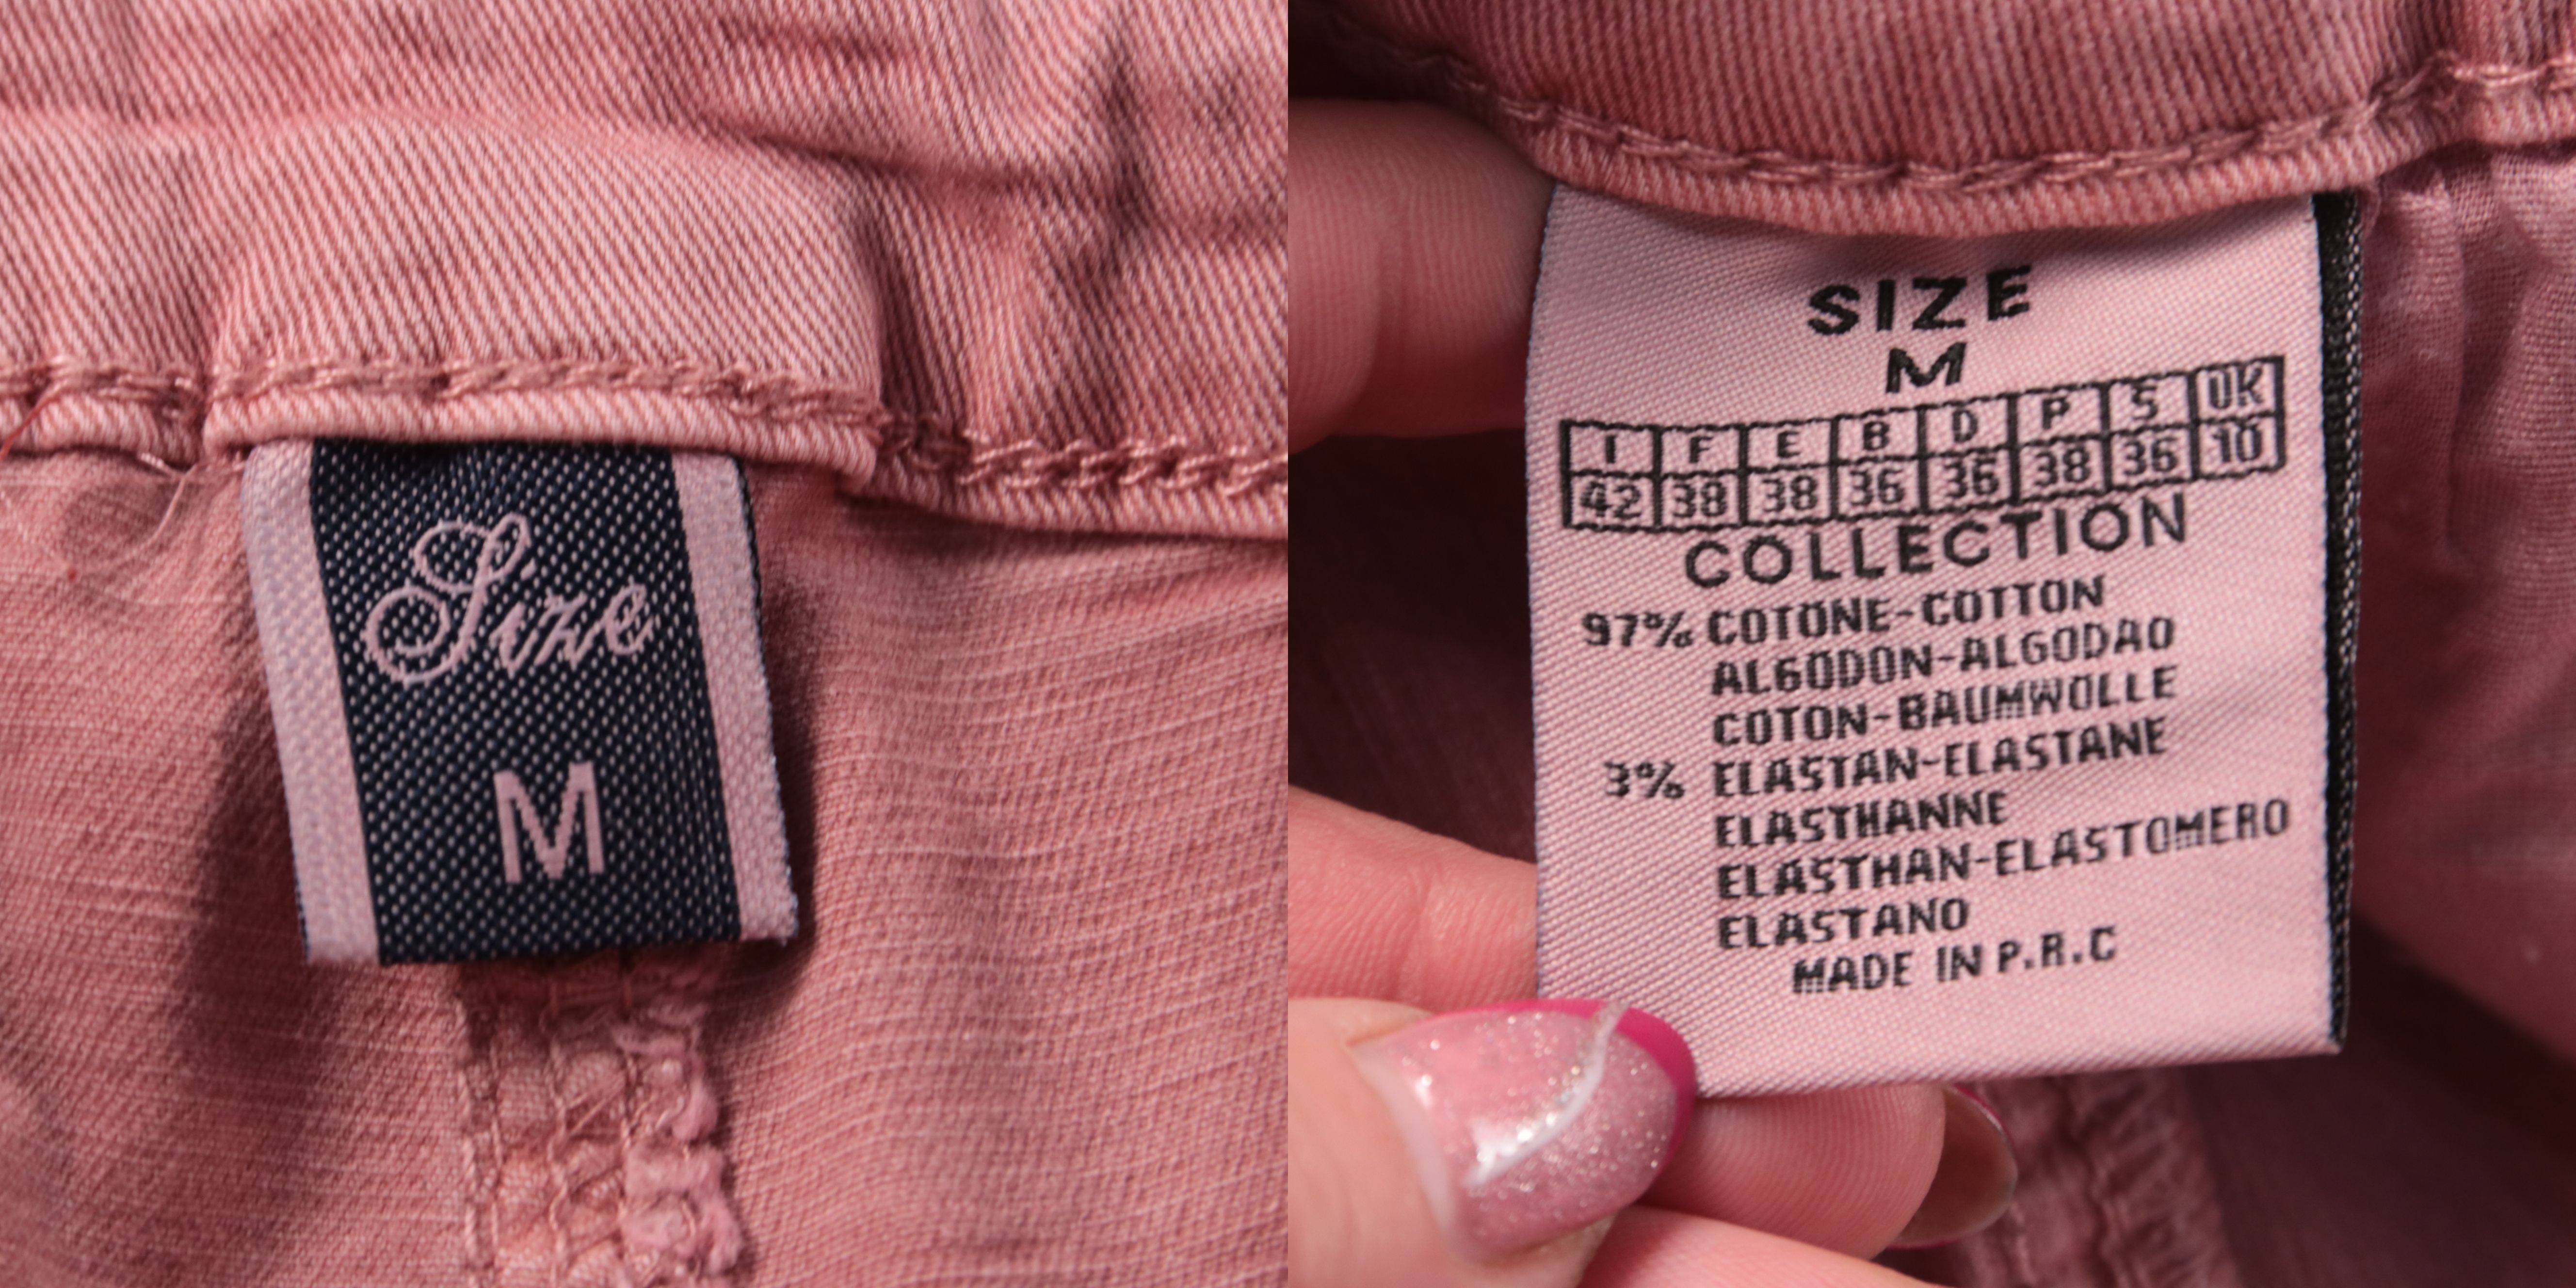 Size
M
SIZE
M
I F E B D P S UK
42 38 38 36 36 38 36 10
COLLECTION
97% COTONE-COTTON
ALGODON-ALGODAO
COTON-BAUMWOLLE
3% ELASTAN-ELASTANE
ELASTHANNE
ELASTHAN-ELASTOMERO
ELASTANO
MADE IN P.R.C